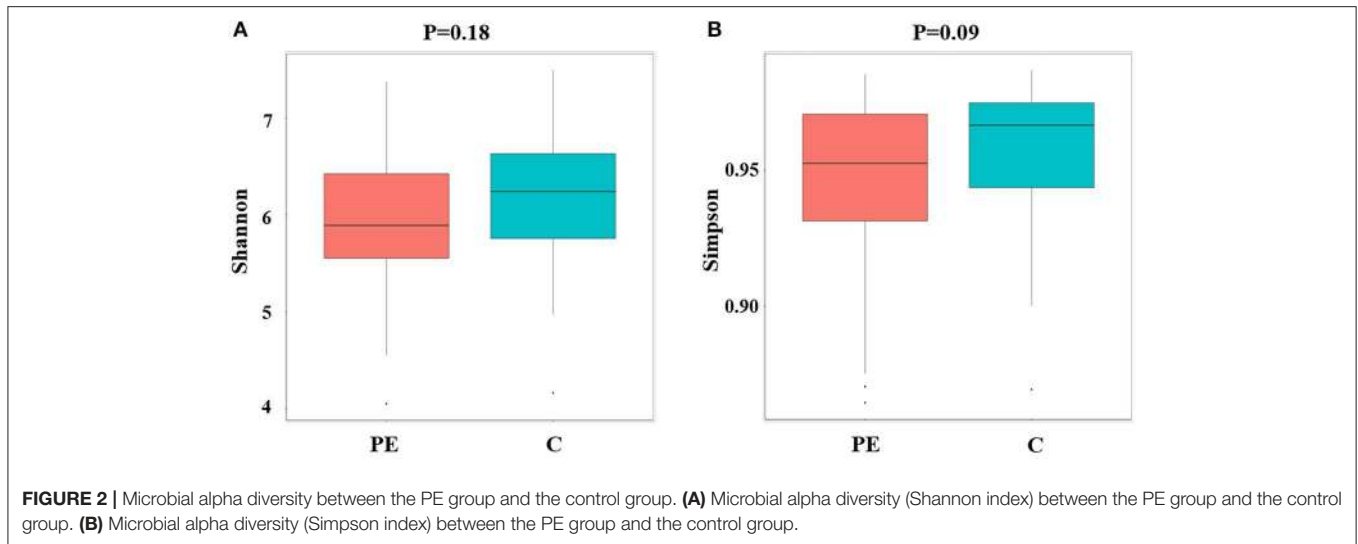 A
P=0.18
7
6
5
4
Shannon
PE
C
B
P=0.09
0.95
0.90
Simpson
PE
C
FIGURE 2 | Microbial alpha diversity between the PE group and the control group. (A) Microbial alpha diversity (Shannon index) between the PE group and the control
group. (B) Microbial alpha diversity (Simpson index) between the PE group and the control group.